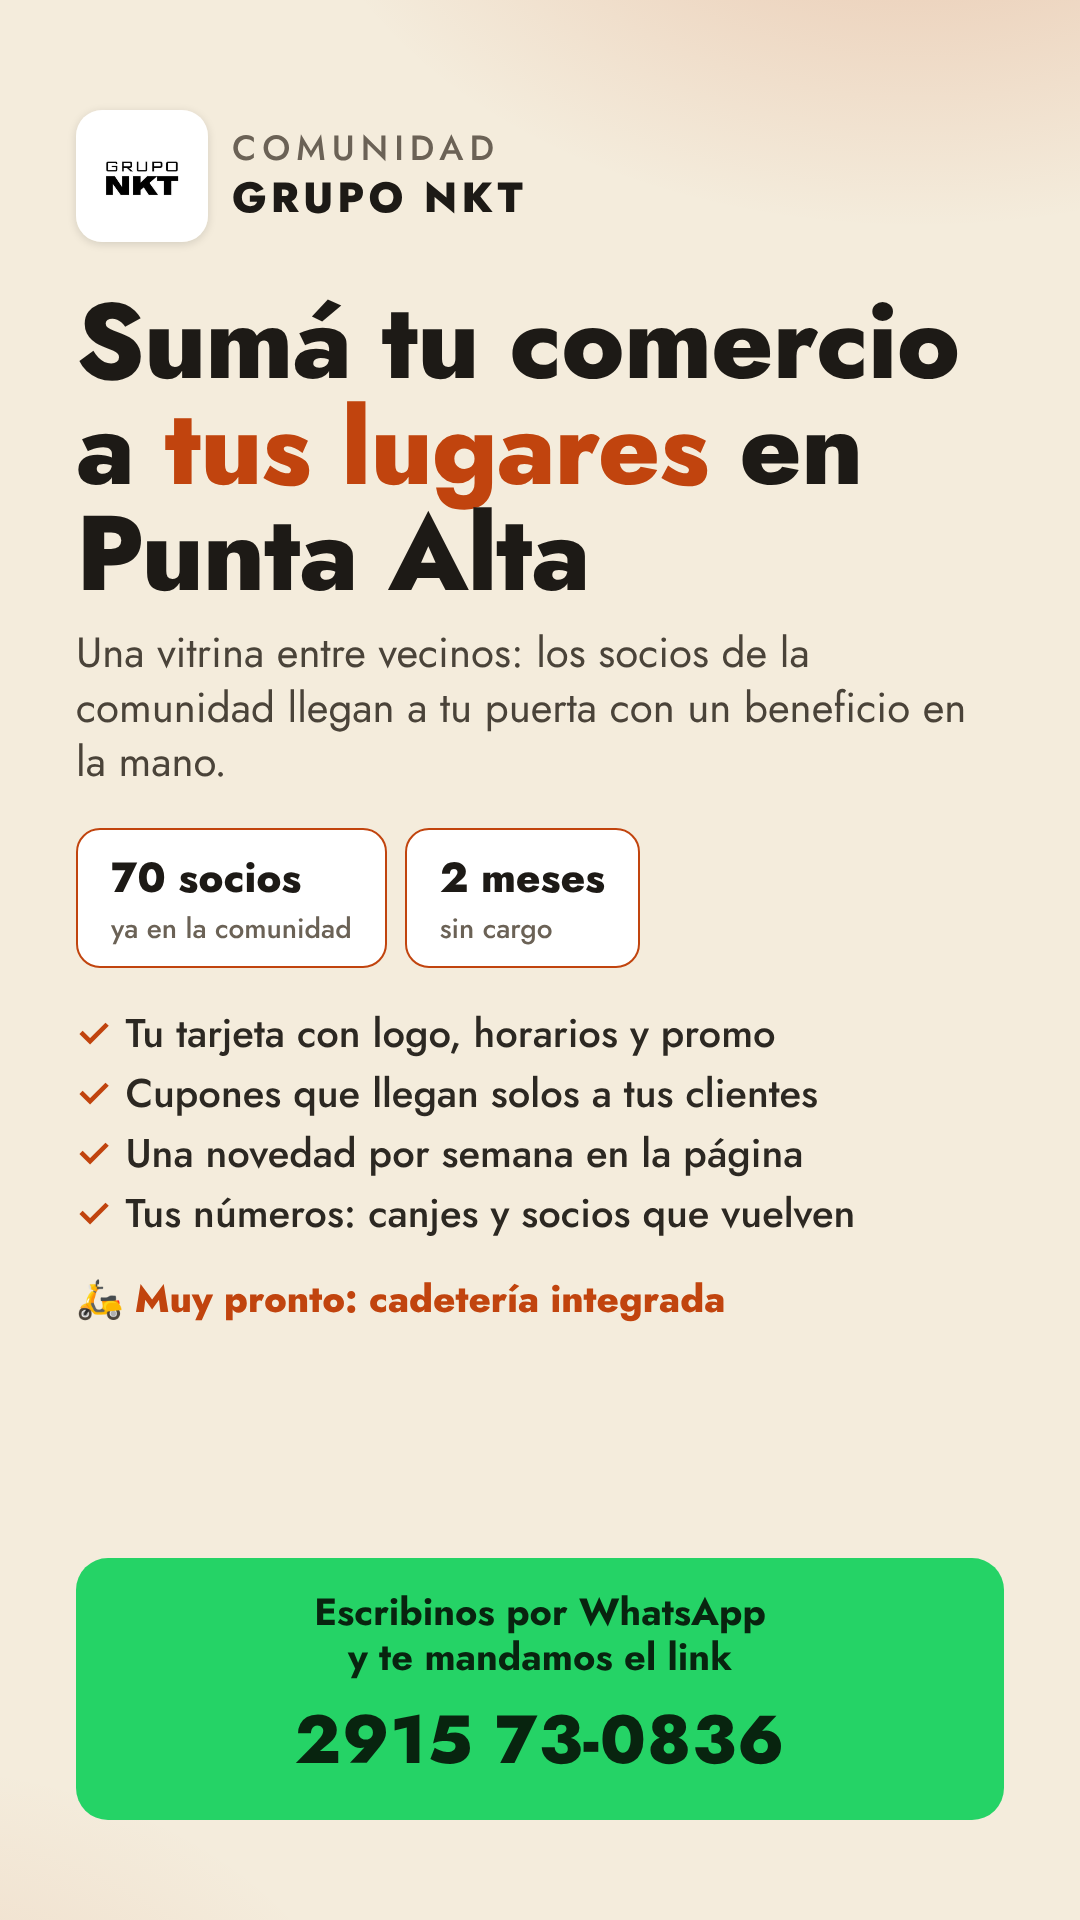 GRUPO
NKT
COMUNIDAD
GRUPO NKT
Sumá tu comercio
a tus lugares en
Punta Alta
Una vitrina entre vecinos: los socios de la
comunidad llegan a tu puerta con un beneficio en
la mano.
70 socios
ya en la comunidad
2 meses
sin cargo
Tu tarjeta con logo, horarios y promo
Cupones que llegan solos a tus clientes
Una novedad por semana en la página
Tus números: canjes y socios que vuelven
🛵 Muy pronto: cadetería integrada
Escribinos por WhatsApp
y te mandamos el link
2915 73-0836